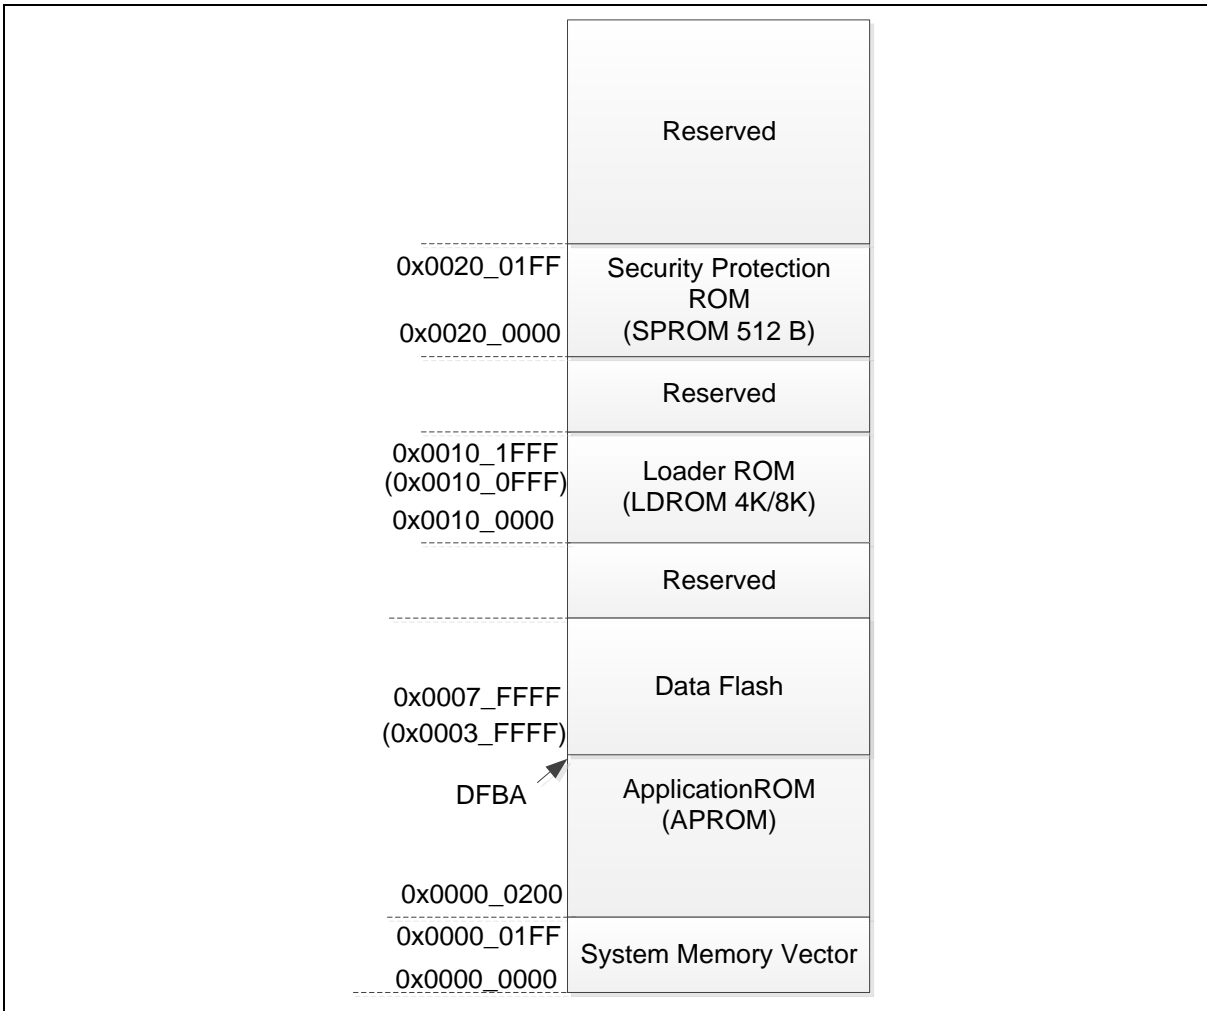 Reserved
0x0020_01FF
Security Protection
ROM
(SPROM 512 B)
0x0020_0000
Reserved
0x0010_1FFF
(0x0010_0FFF)
0x0010_0000
Loader ROM
(LDROM 4K/8K)
Reserved
Data Flash
0x0007_FFFF
(0x0003_FFFF)
DFBA
ApplicationROM
(APROM)
0x0000_0200
0x0000_01FF
System Memory Vector
0x0000_0000